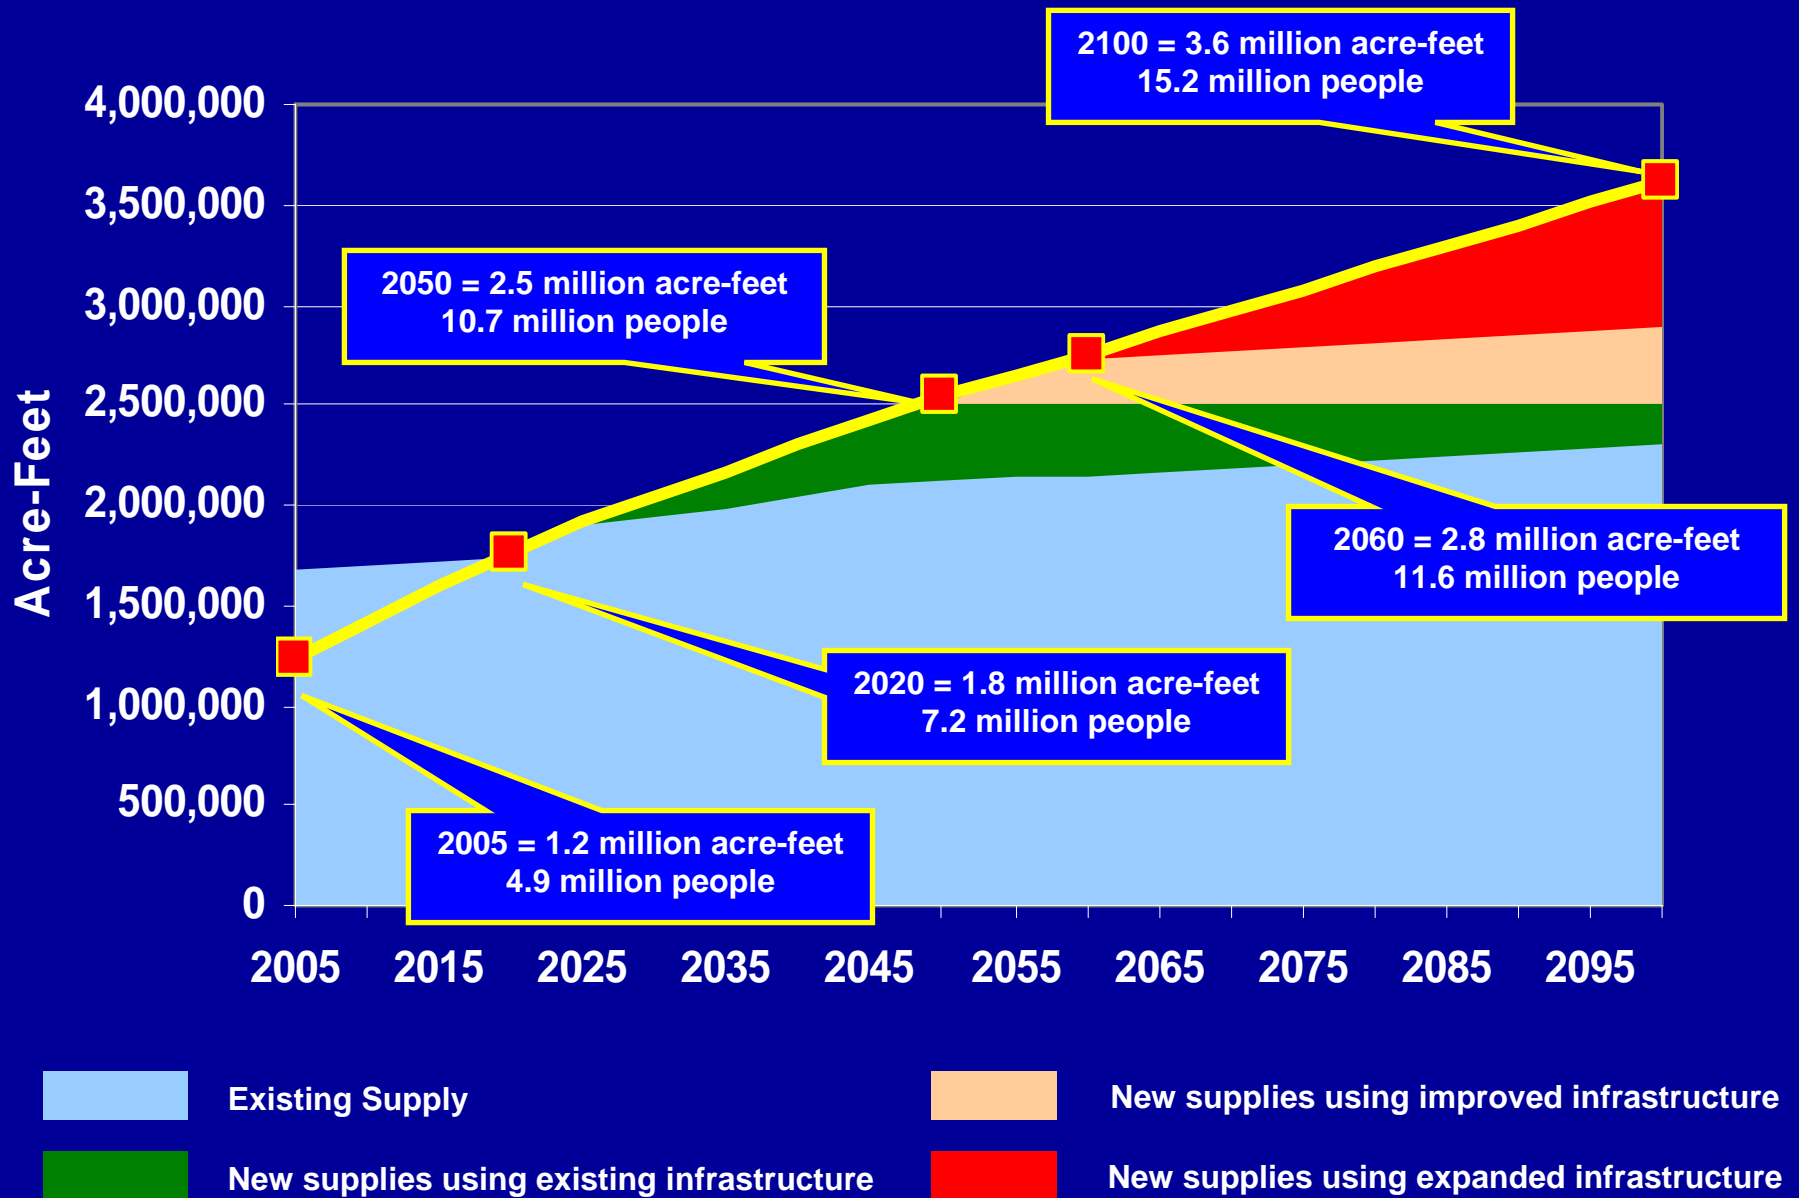 2100 = 3.6 million acre-feet
15.2 million people
4,000,000
3,500,000
3,000,000
2,500,000
2,000,000
1,500,000
1,000,000
500,000
0
Acre-Feet
2050 = 2.5 million acre-feet
10.7 million people
2060 = 2.8 million acre-feet
11.6 million people
2020 = 1.8 million acre-feet
7.2 million people
2005 = 1.2 million acre-feet
4.9 million people
2005 2015 2025 2035 2045 2055 2065 2075 2085 2095
Existing Supply
New supplies using improved infrastructure
New supplies using existing infrastructure
New supplies using expanded infrastructure